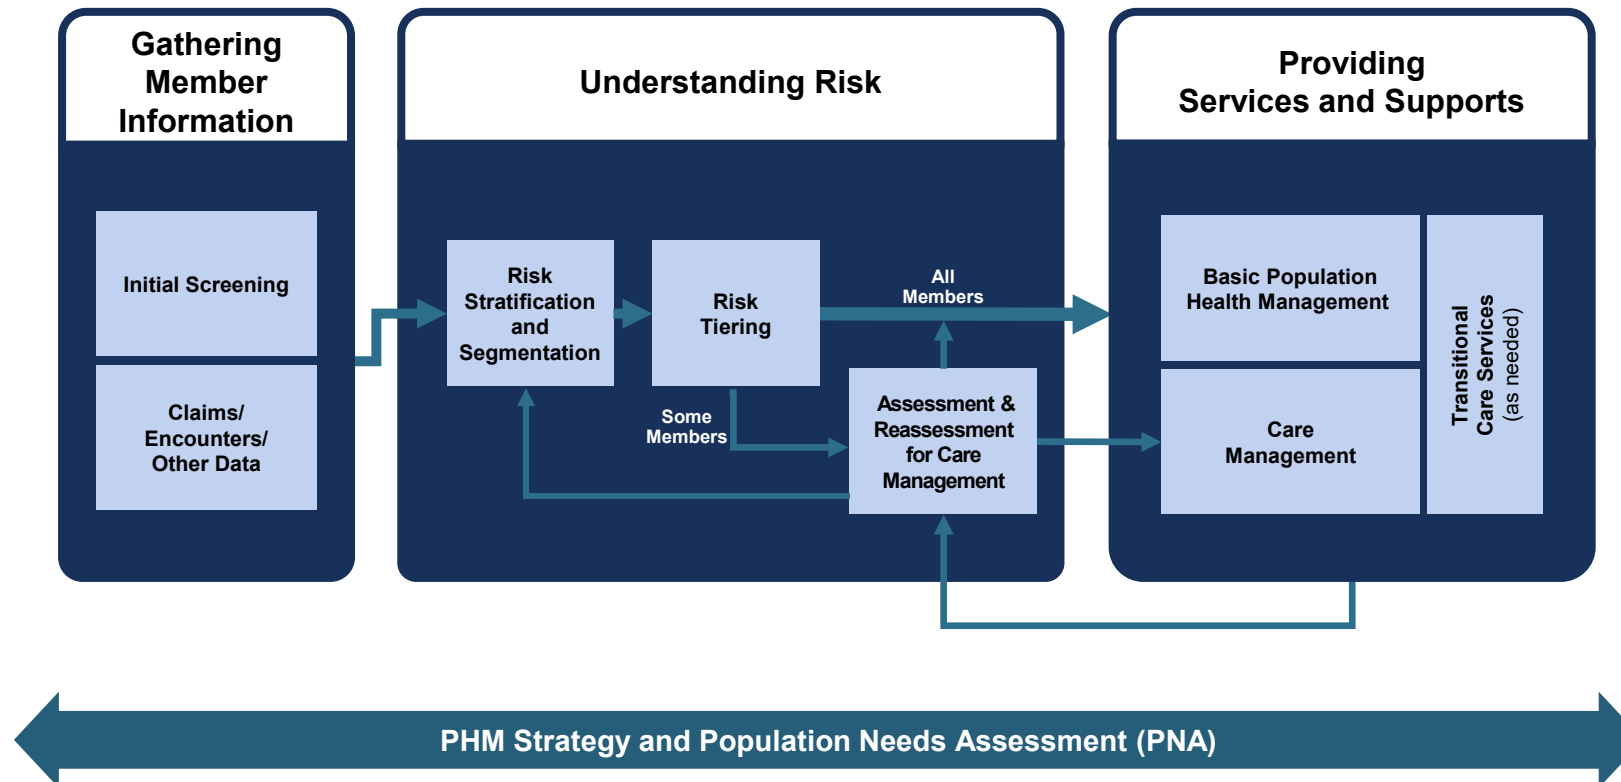 Gathering
Member
Information
Initial Screening
Claims/
Encounters/
Other Data
Understanding Risk
Risk
Stratification
and
Segmentation
Risk
Tiering
All
Members
Some
Members
Assessment &
Reassessment
for Care
Management
Providing
Services and Supports
Basic Population
Health Management
Care
Management
Transitional
Care Services
(as needed)
PHM Strategy and Population Needs Assessment (PNA)